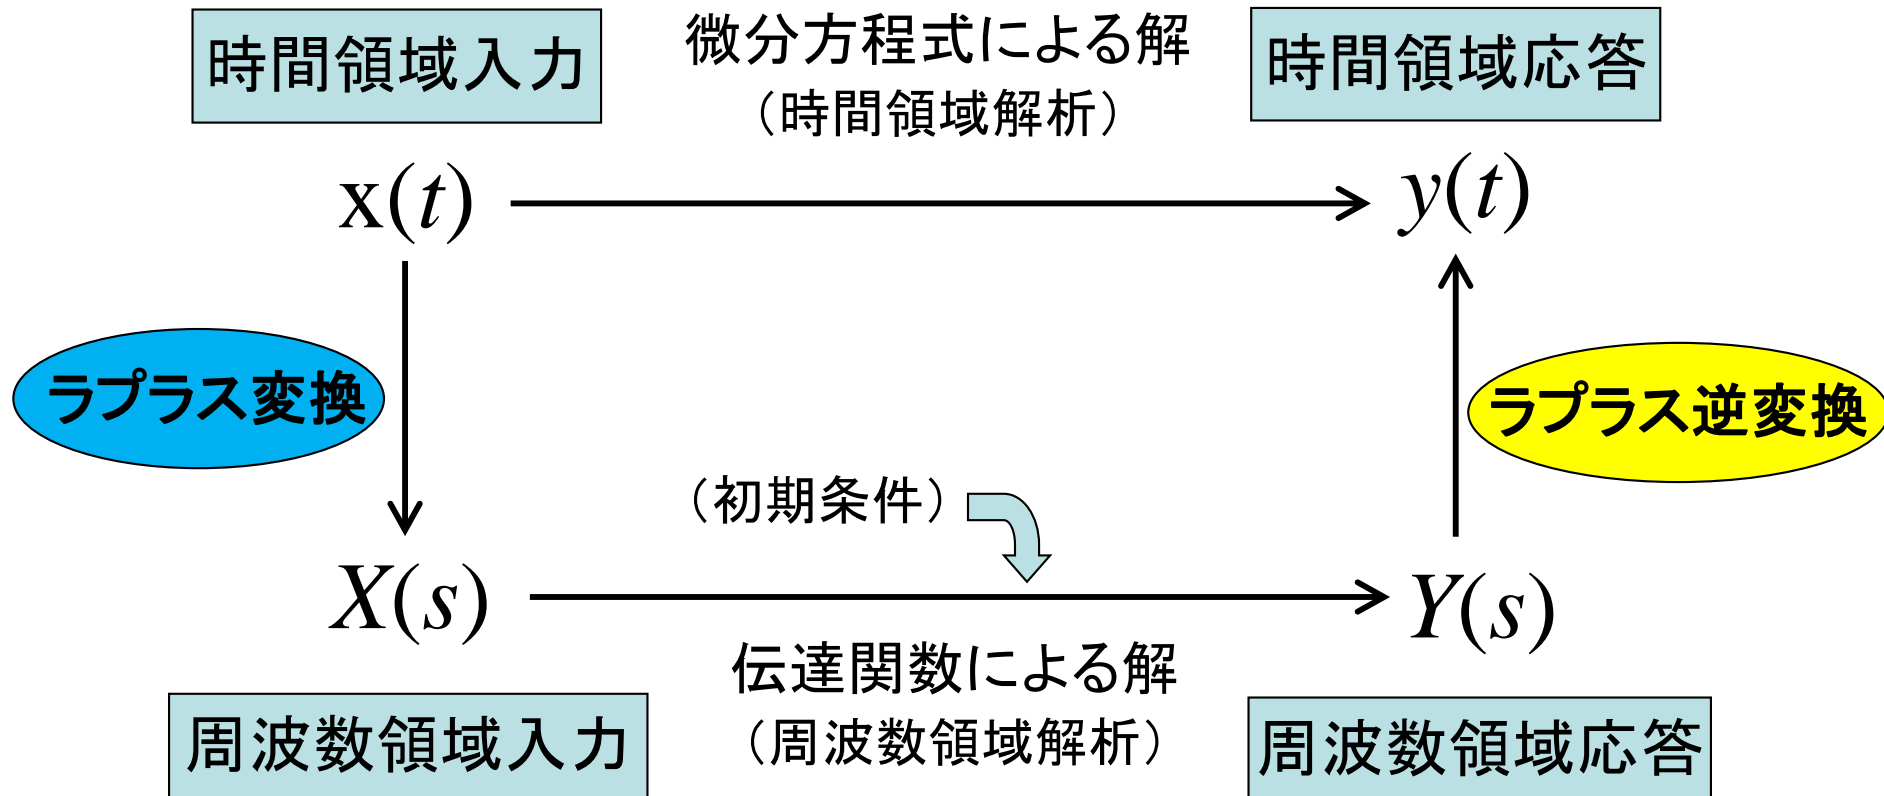 時間領域入力
微分方程式による解
（時間領域解析）
時間領域応答
x(t)
y(t)
ラプラス変換
ラプラス逆変換
（初期条件）
X(s)
Y(s)
伝達関数による解
（周波数領域解析）
周波数領域入力
周波数領域応答